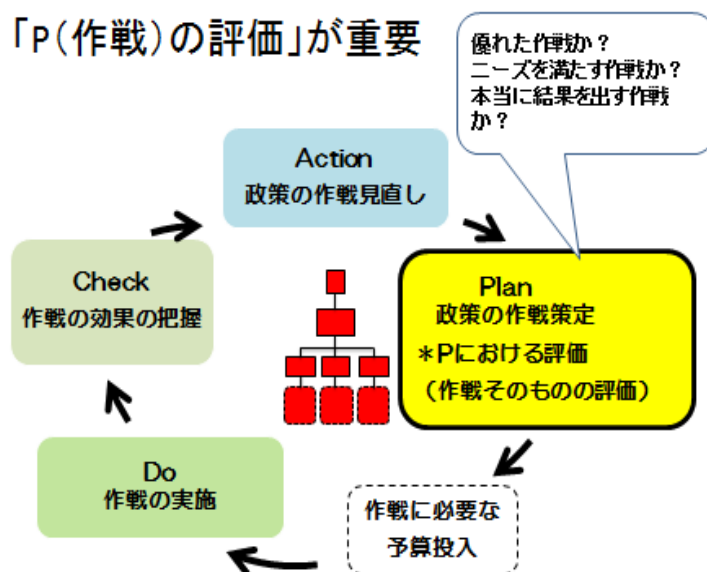 「P(作戦)の評価」が重要
優れた作戦か？
ニーズを満たす作戦か？
本当に結果を出す作戦
か？
Action
政策の作戦見直し
Plan
政策の作戦策定
＊Pにおける評価
（作戦そのものの評価）
作戦に必要な
予算投入
Do
作戦の実施
Check
作戦の効果の把握